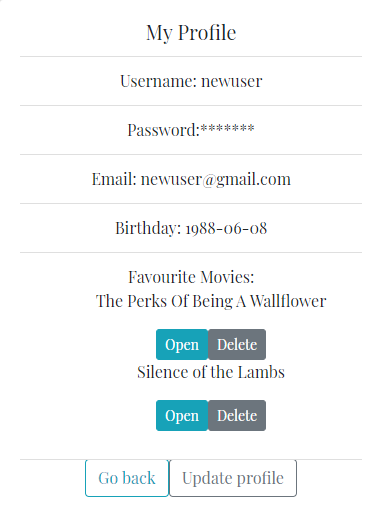 My Profile
Username: newuser
Password:*******
Email: newuser@gmail.com
Birthday: 1988-06-08
Favourite Movies:
The Perks Of Being A Wallflower
Open Delete
Silence of the Lambs
Open Delete
Go back Update profile